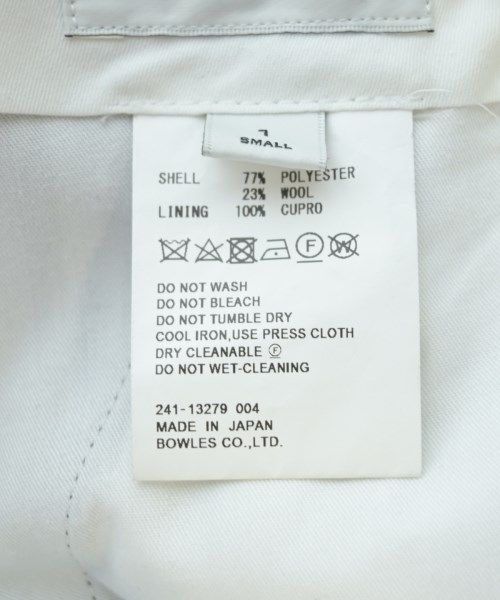 1
SMALL
SHELL 77% POLYESTER
23% WOOL
LINING 100% CUPRO
F W
DO NOT WASH
DO NOT BLEACH
DO NOT TUMBLE DRY
COOL IRON,USE PRESS CLOTH
DRY CLEANABLE Ⓕ
DO NOT WET-CLEANING
241-13279 004
MADE IN JAPAN
BOWLES CO.,LTD.